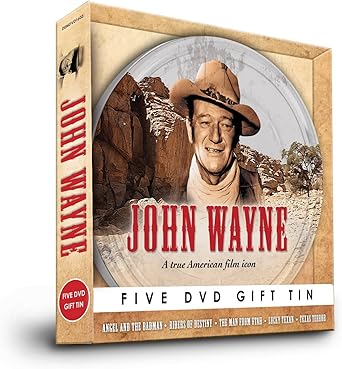 JOHN WAYNE
FIVE DVD
GIFT TIN
JOHN WAYNE
A true American film icon
FIVE DVD GIFT TIN
ANGEL AND THE BADMAN • RIDERS OF DESTINY • THE MAN FROM UTAH • LUCKY TEXAN • TEXAS TERROR